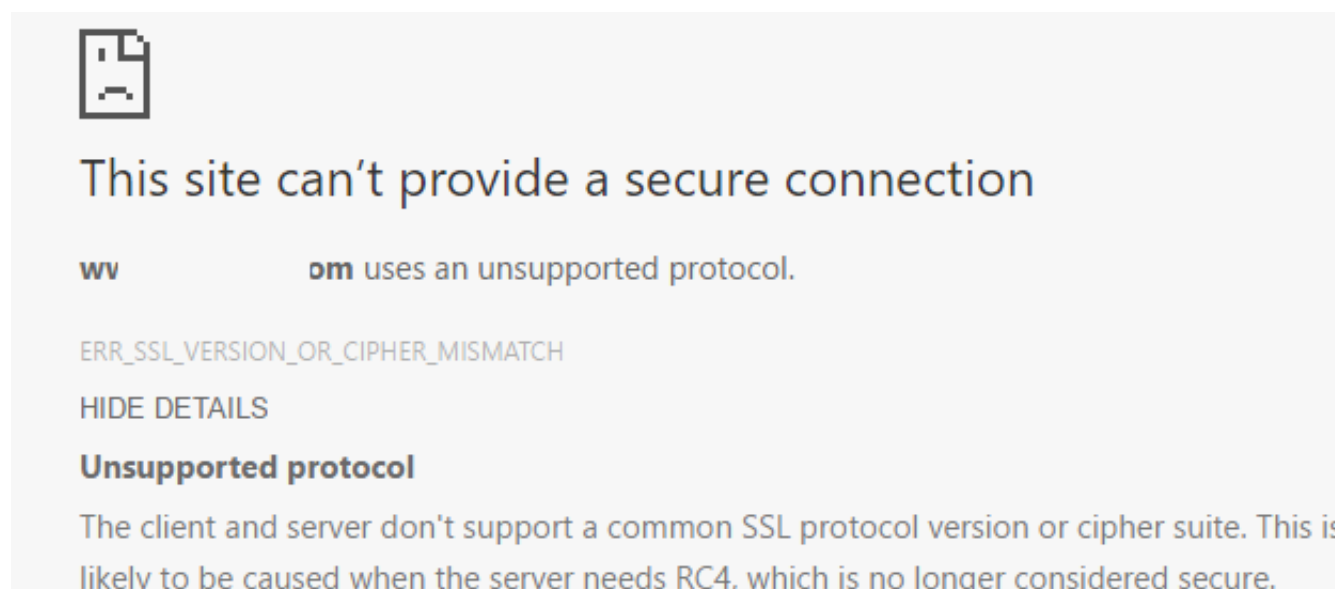 This site can’t provide a secure connection
uses an unsupported protocol.
ERR_SSL_VERSION_OR_CIPHER_MISMATCH
HIDE DETAILS
Unsupported protocol
The client and server don't support a common SSL protocol version or cipher suite. This is
likely to be caused when the server needs RC4, which is no longer considered secure.